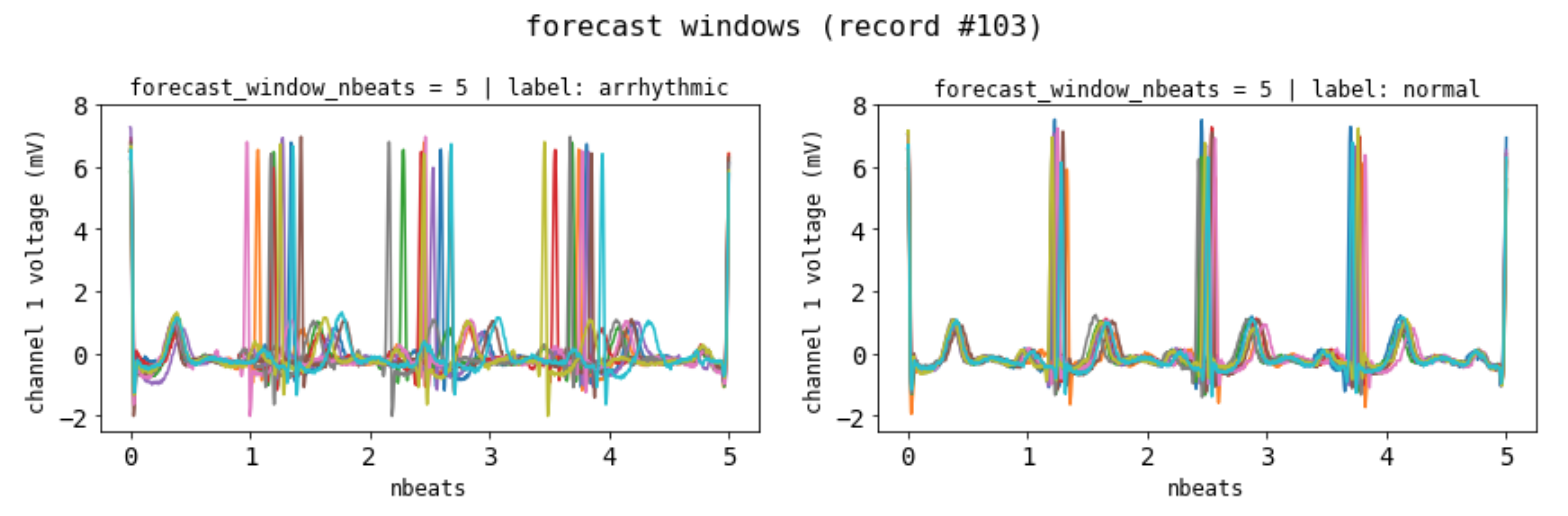 forecast windows (record #103)
forecast_window_nbeats = 5 | label: arrhythmic
channel 1 voltage (mV)
8
6
4
2
0
−2
0 1 2 3 4 5
nbeats
forecast_window_nbeats = 5 | label: normal
channel 1 voltage (mV)
8
6
4
2
0
−2
0 1 2 3 4 5
nbeats